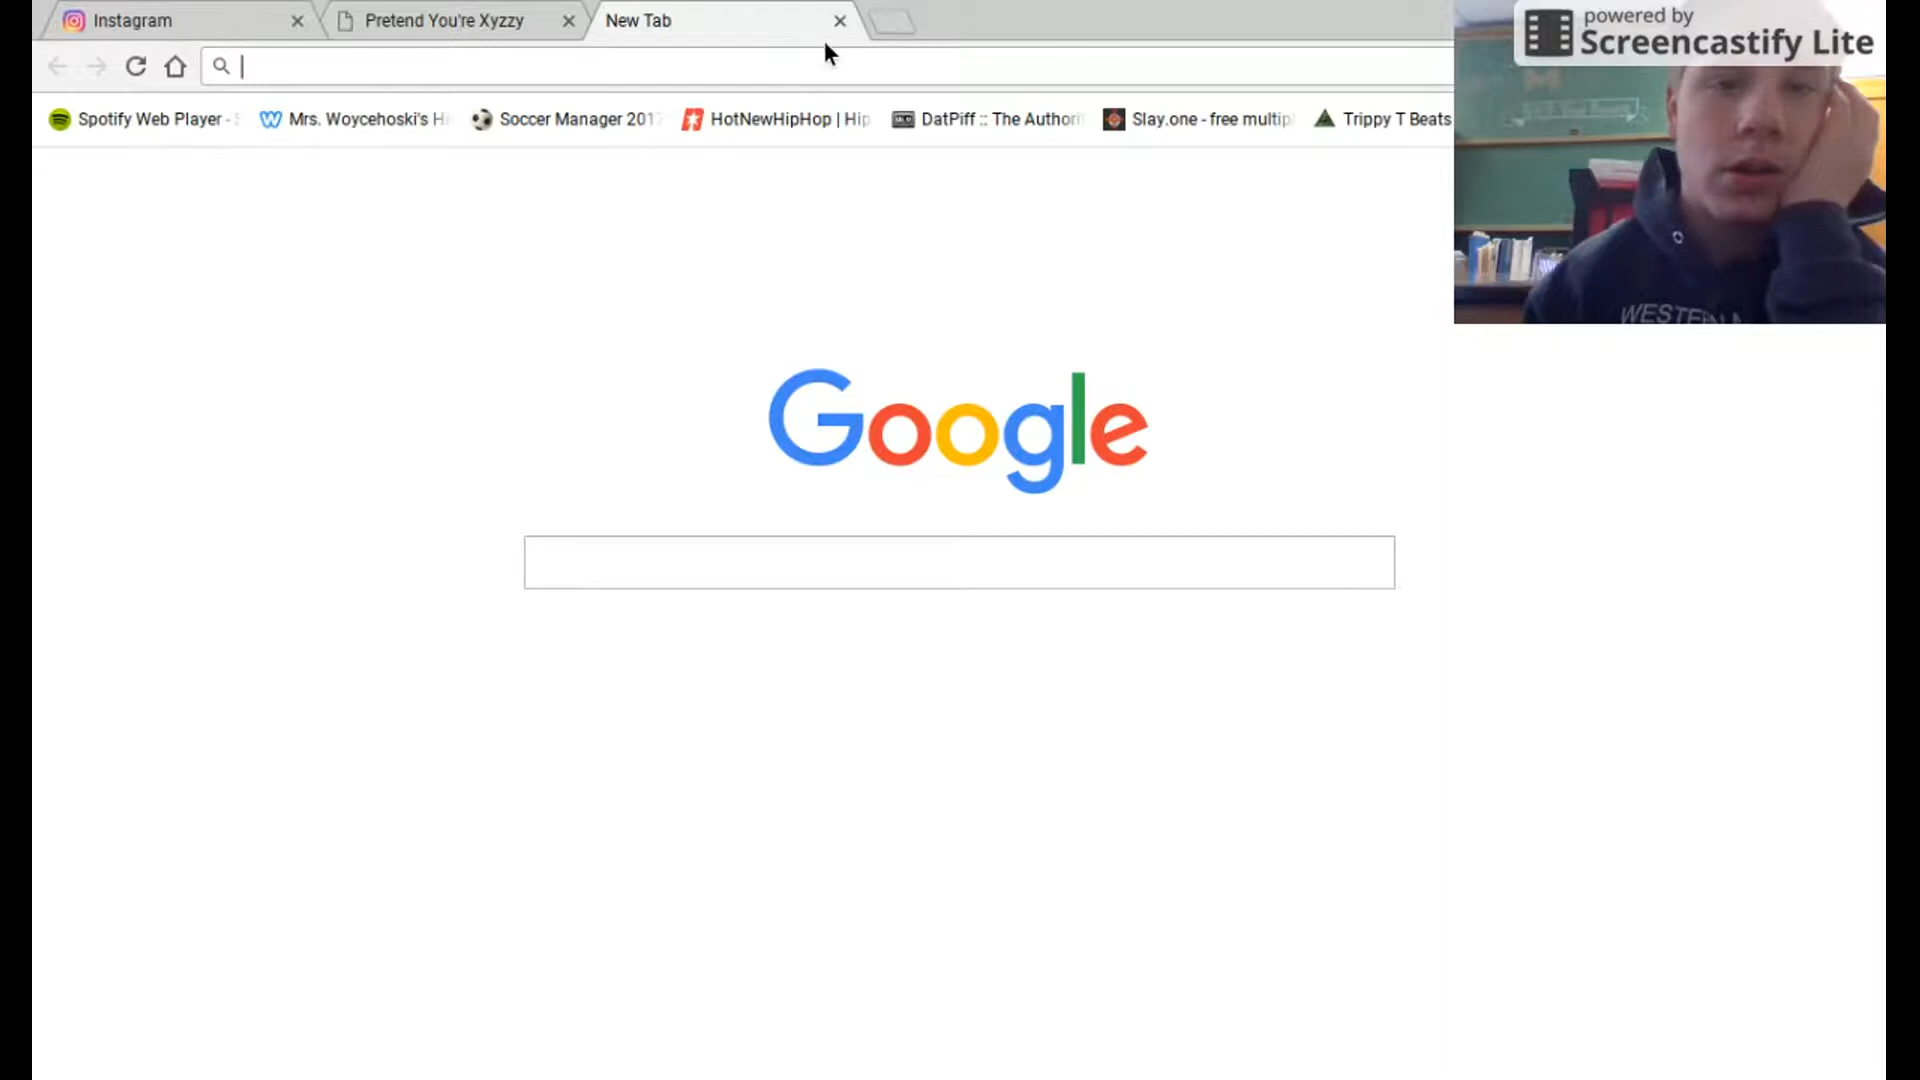 Instagram
Pretend You're Xyzzy
New Tab
powered by
Screencastify Lite
Spotify Web Player -
Mrs. Woycehoski's
Soccer Manager 201
HotNewHipHop | Hip
DatPiff :: The Authori
Slay.one - free multip
Trippy T Beats
Google